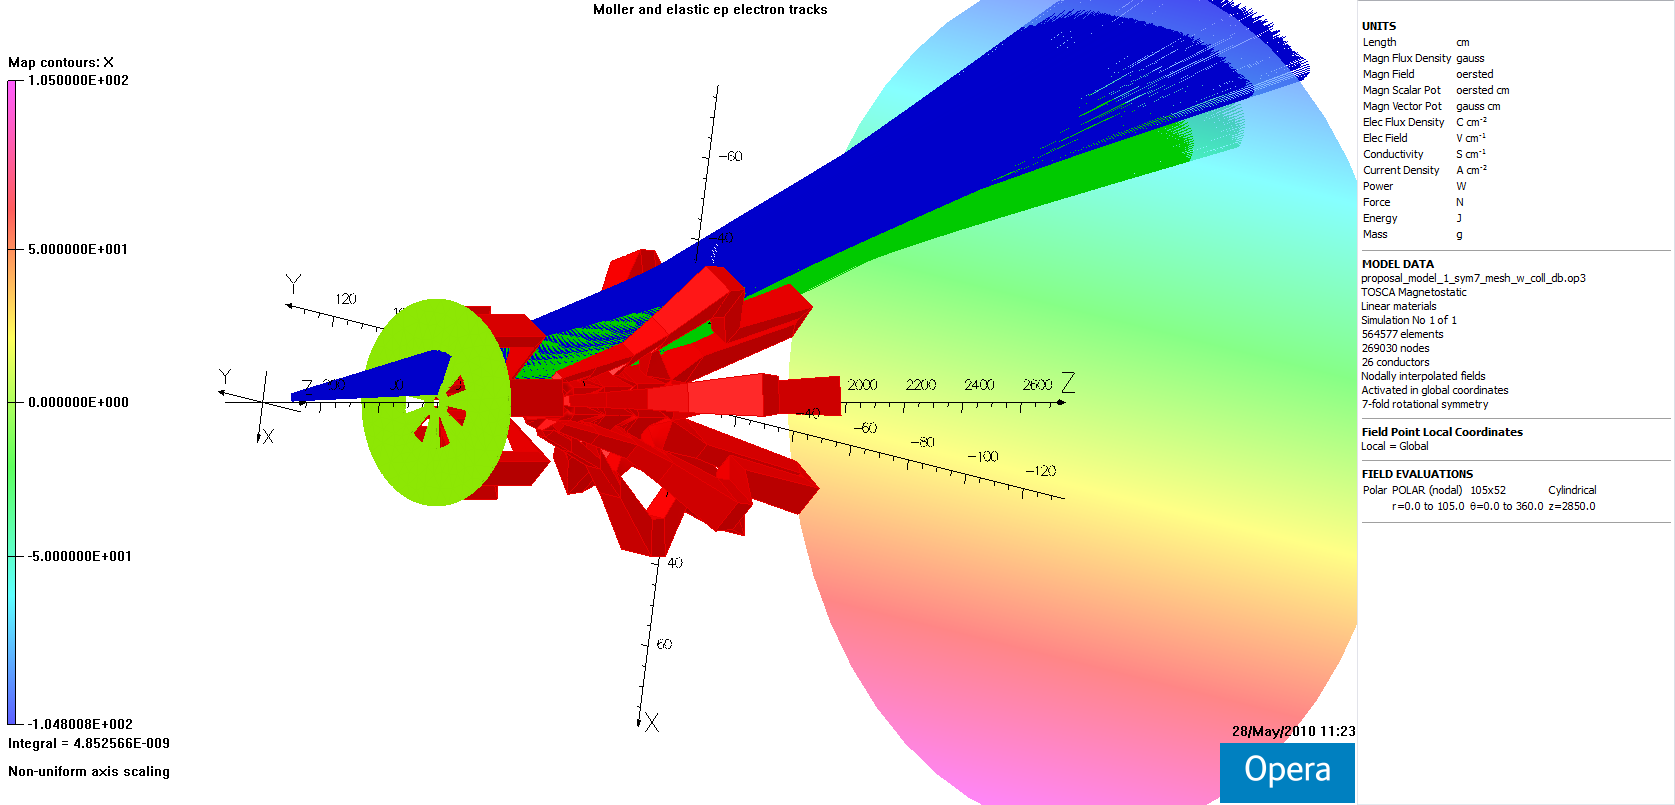 Moller and elastic ep electron tracks
Map contours: X
1.050000E+002
5.000000E+001
0.000000E+000
-5.000000E+001
-1.048008E+002
Integral = 4.852566E-009
Non-uniform axis scaling
-60
-40
Y
120
Y
Z
X
2000 2200 2400 2600 Z
-40
-60
-80
-100
-120
40
60
X
28/May/2010 11:23
Opera
UNITS
Length cm
Magn Flux Density gauss
Magn Field oersted
Magn Scalar Pot oersted cm
Magn Vector Pot gauss cm
Elec Flux Density C cm⁻²
Elec Field V cm⁻¹
Conductivity S cm⁻¹
Current Density A cm⁻²
Power W
Force N
Energy J
Mass g
MODEL DATA
proposal_model_1_sym7_mesh_w_coll_db.op3
TOSCA Magnetostatic
Linear materials
Simulation No 1 of 1
564577 elements
269030 nodes
26 conductors
Nodally interpolated fields
Activated in global coordinates
7-fold rotational symmetry
Field Point Local Coordinates
Local = Global
FIELD EVALUATIONS
Polar POLAR (nodal) 105x52 Cylindrical
r=0.0 to 105.0 θ=0.0 to 360.0 z=2850.0